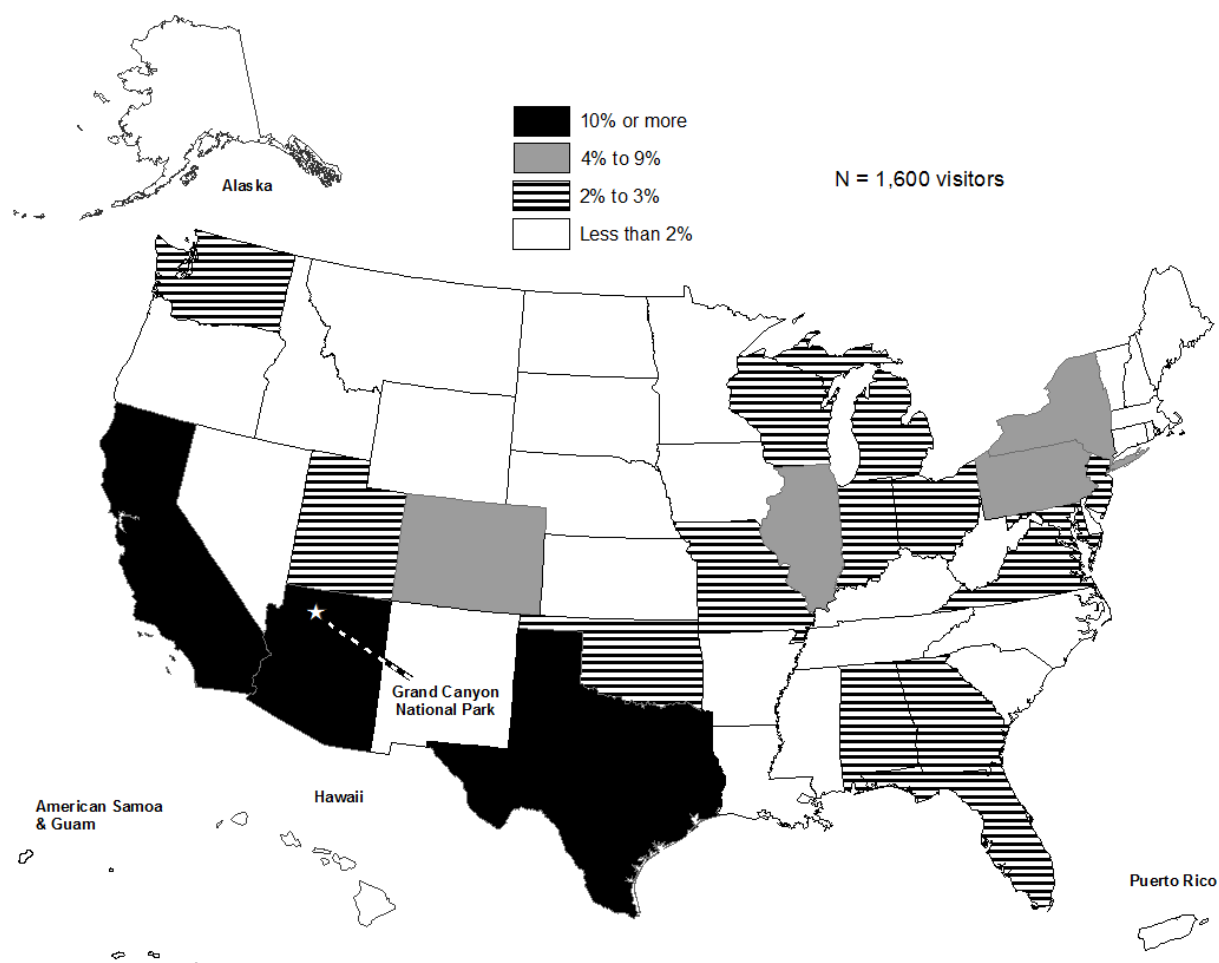 10% or more
4% to 9%
2% to 3%
Less than 2%
N = 1,600 visitors
Alaska
Grand Canyon
National Park
American Samoa
& Guam
Hawaii
Puerto Rico